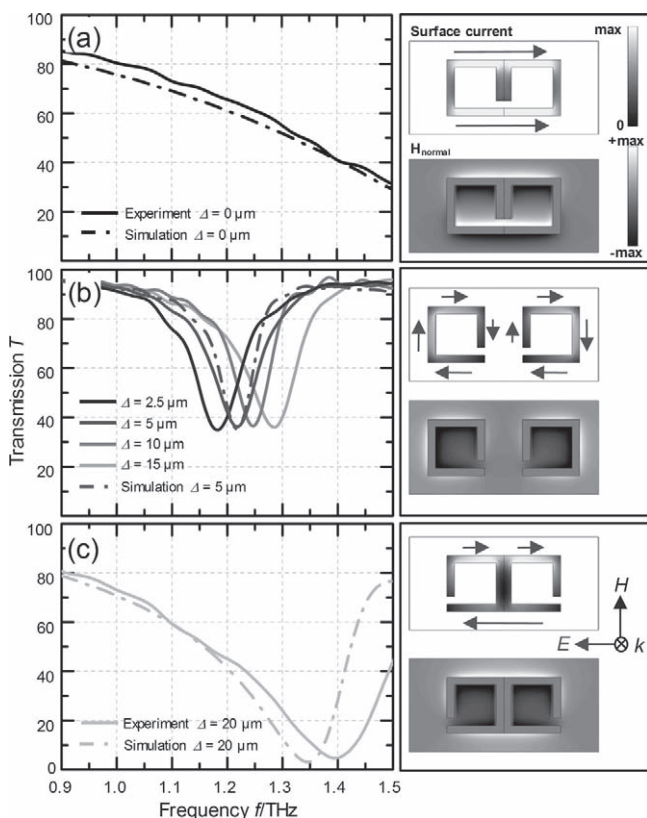 (a)
100
80
60
40
20
Experiment Δ = 0 µm
Simulation Δ = 0 µm
Surface current
max
0
H normal
+max
-max
(b)
100
80
60
40
20
0
Transmission T
Δ = 2.5 µm
Δ = 5 µm
Δ = 10 µm
Δ = 15 µm
Simulation Δ = 5 µm
(c)
100
80
60
40
20
0
Experiment Δ = 20 µm
Simulation Δ = 20 µm
0.9 1.0 1.1 1.2 1.3 1.4 1.5
Frequency f/THz
H
E
k